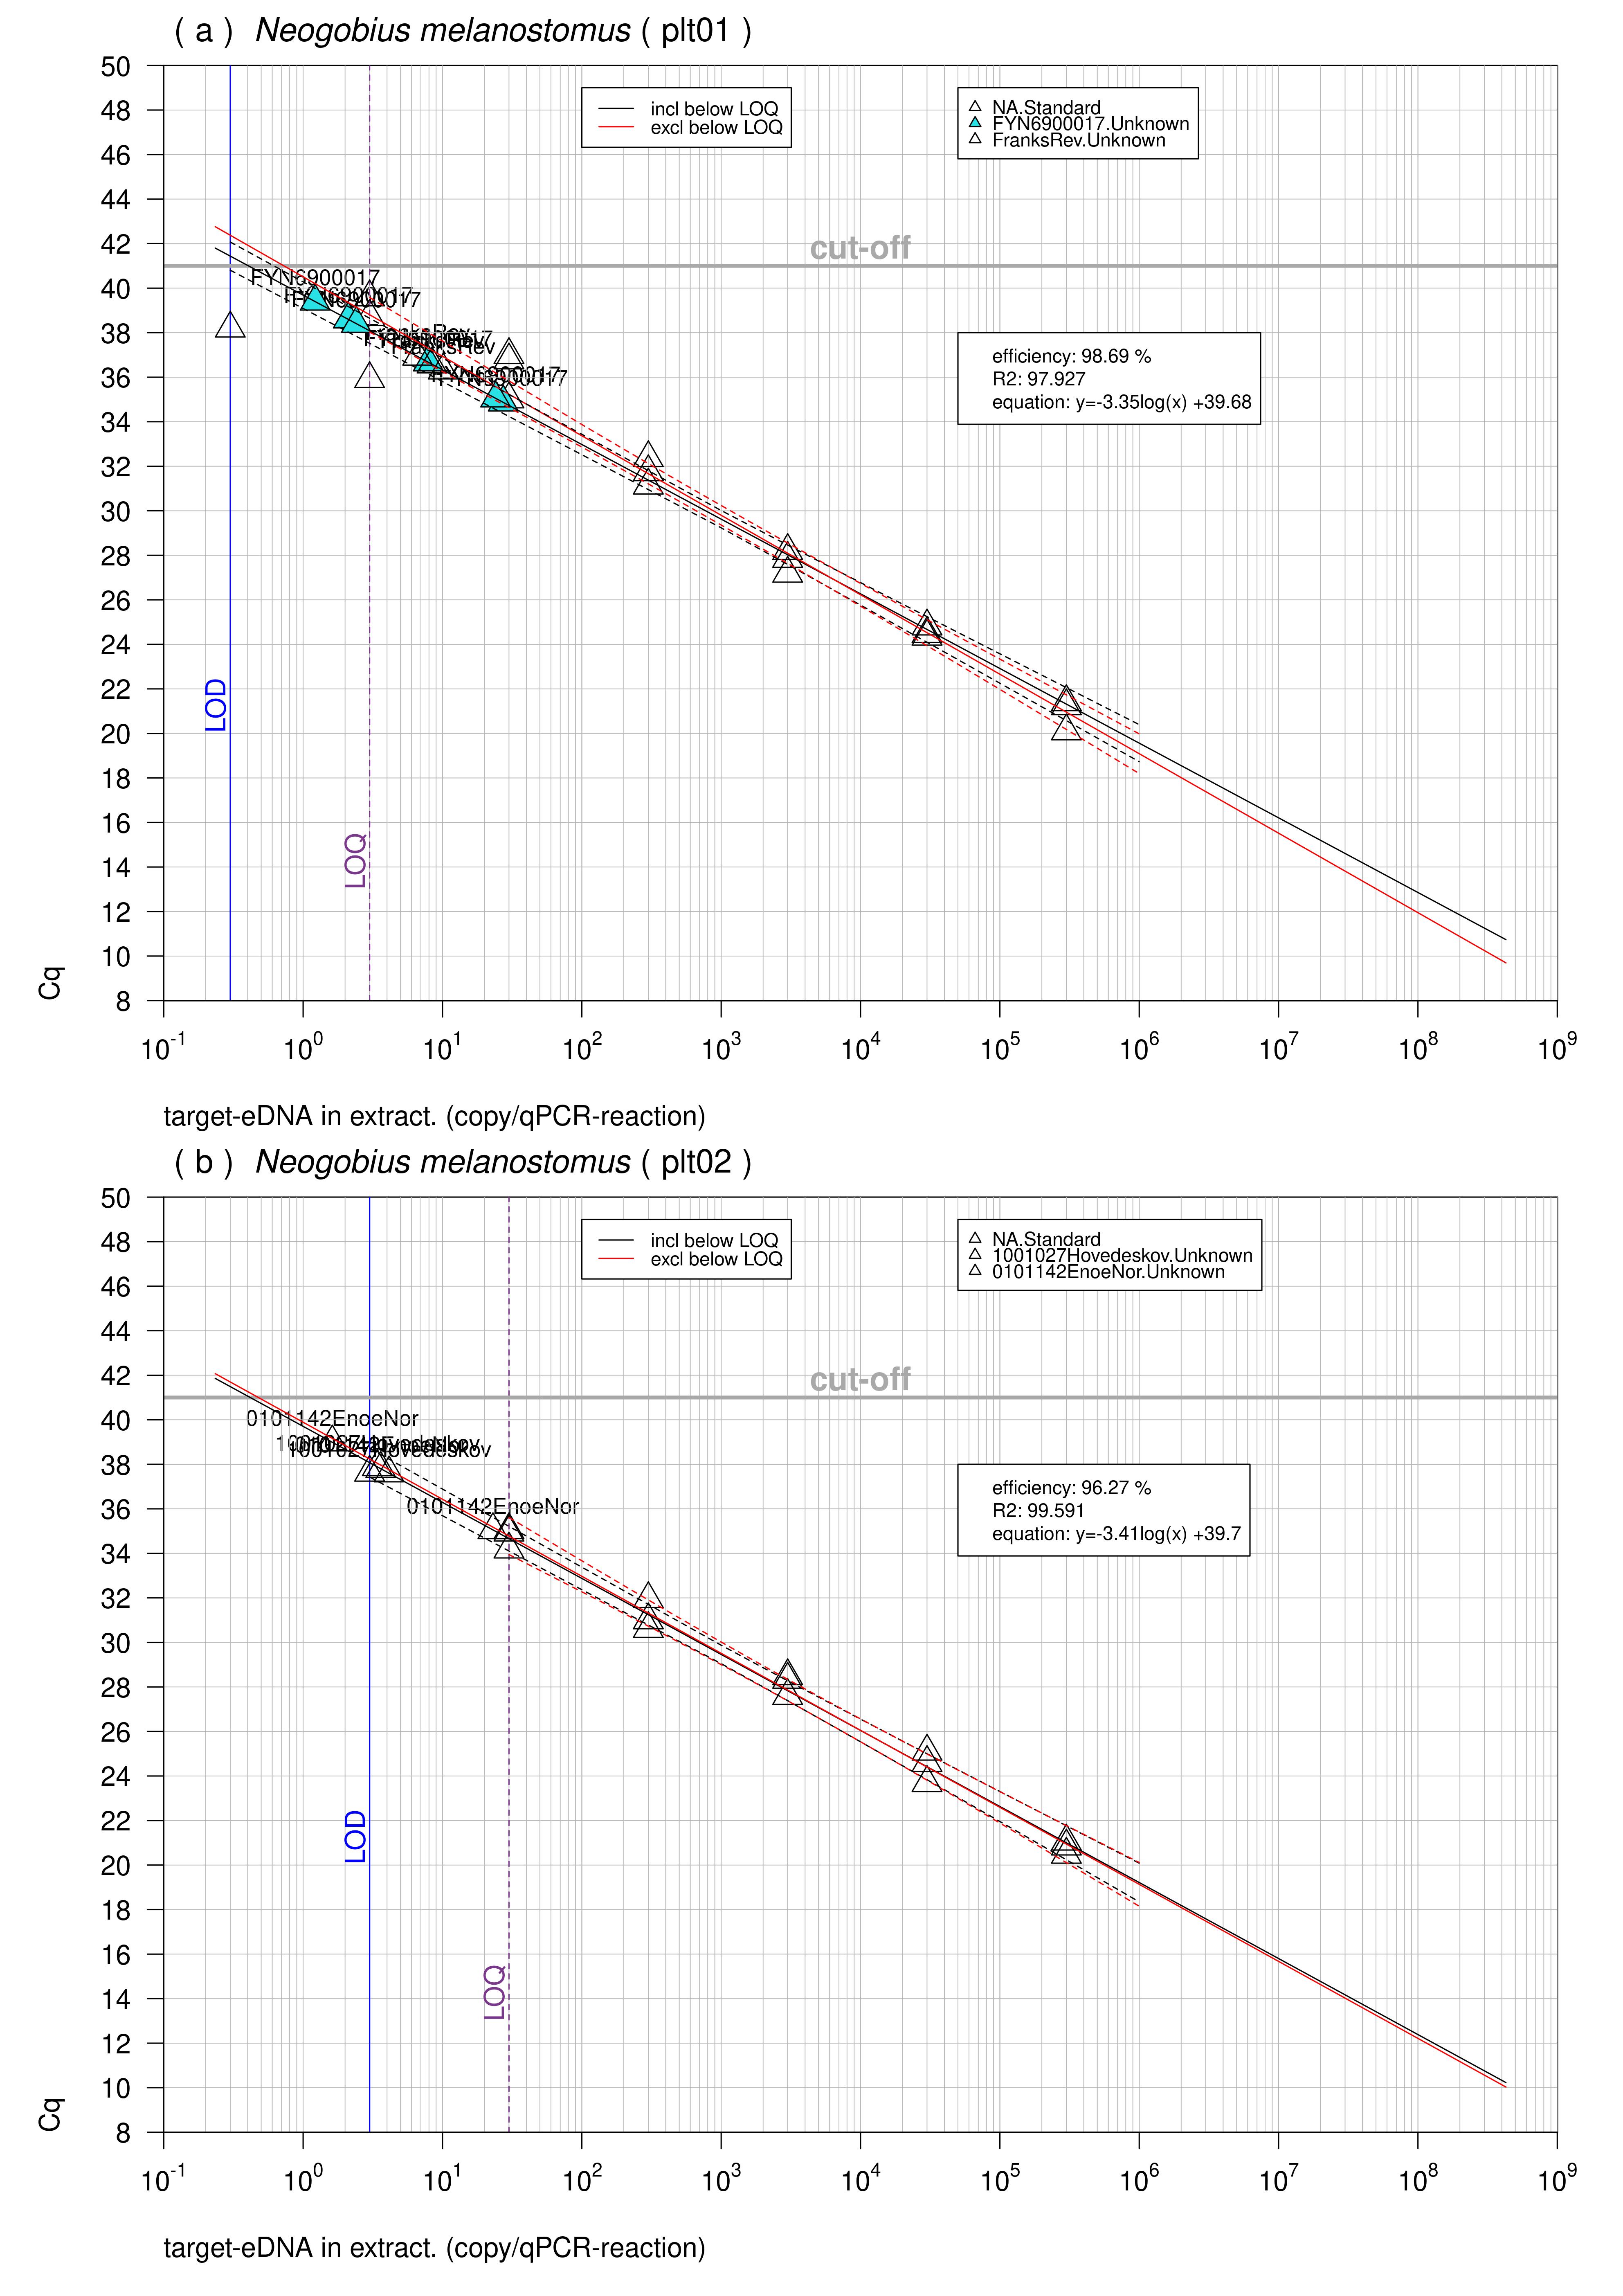 ( a ) Neogobius melanostomus ( plt01 )
50
48
46
44
42
40
38
36
34
32
30
28
26
24
22
20
18
16
14
12
10
8
Cq
incl below LOQ
excl below LOQ
NA.Standard
FYN6900017.Unknown
FranksRev.Unknown
cut-off
FYN6900017
FranksRev
efficiency: 98.69 %
R2: 97.927
equation: y=-3.35log(x) +39.68
LOD
LOQ
10-1 100 101 102 103 104 105 106 107 108 109
target-eDNA in extract. (copy/qPCR-reaction)
( b ) Neogobius melanostomus ( plt02 )
50
48
46
44
42
40
38
36
34
32
30
28
26
24
22
20
18
16
14
12
10
8
Cq
incl below LOQ
excl below LOQ
NA.Standard
1001027Hovedeskov.Unknown
0101142EnoeNor.Unknown
cut-off
0101142EnoeNor
1001027Hovedeskov
0101142EnoeNor
efficiency: 96.27 %
R2: 99.591
equation: y=-3.41log(x) +39.7
LOD
LOQ
10-1 100 101 102 103 104 105 106 107 108 109
target-eDNA in extract. (copy/qPCR-reaction)